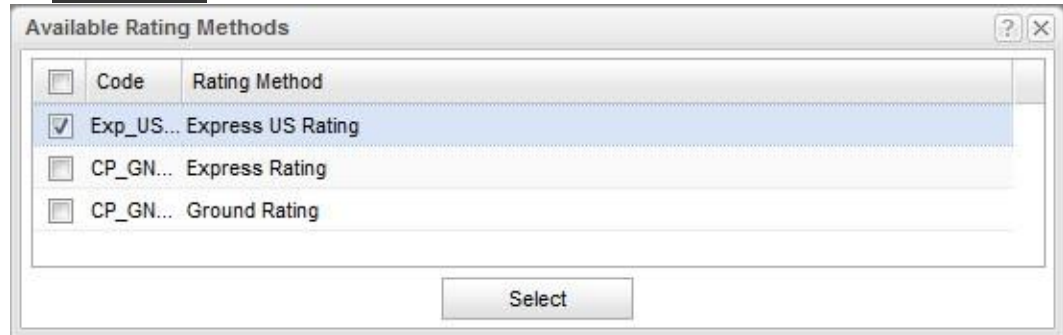 Available Rating Methods
Code Rating Method
Exp_US... Express US Rating
CP_GN... Express Rating
CP_GN... Ground Rating
Select